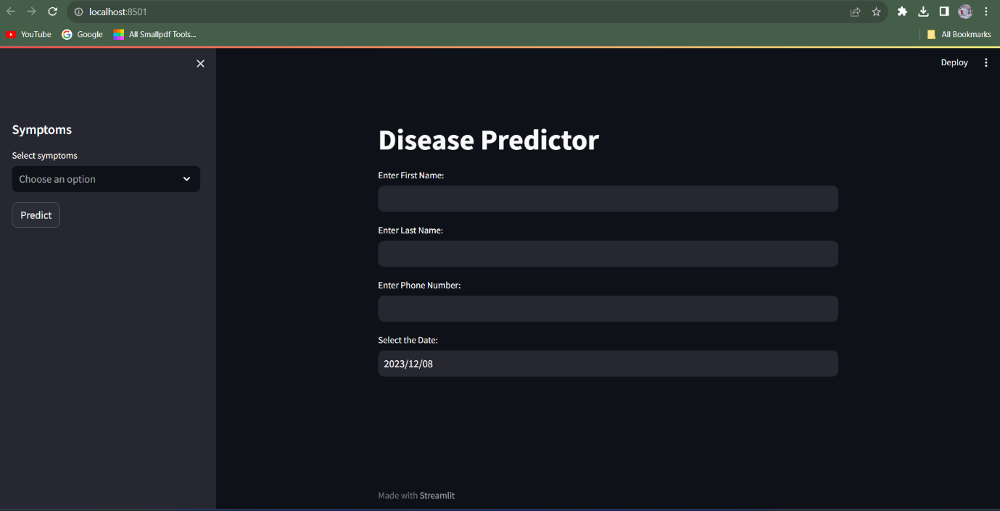 localhost:8501
YouTube Google All Smallpdf Tools... All Bookmarks
Deploy
Symptoms
Select symptoms
Choose an option
Predict
Disease Predictor
Enter First Name:
Enter Last Name:
Enter Phone Number:
Select the Date:
2023/12/08
Made with Streamlit